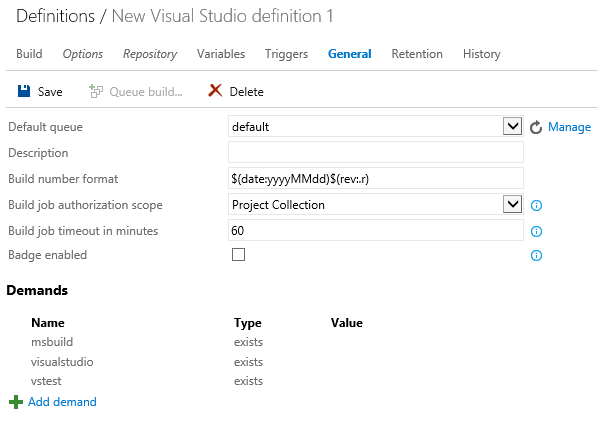 Definitions / New Visual Studio definition 1
Build Options Repository Variables Triggers General Retention History
Save Queue build... Delete
Default queue default Manage
Description
Build number format $(date:yyyyMMdd)$(rev:.r)
Build job authorization scope Project Collection
Build job timeout in minutes 60
Badge enabled
Demands
Name Type Value
msbuild exists
visualstudio exists
vstest exists
Add demand